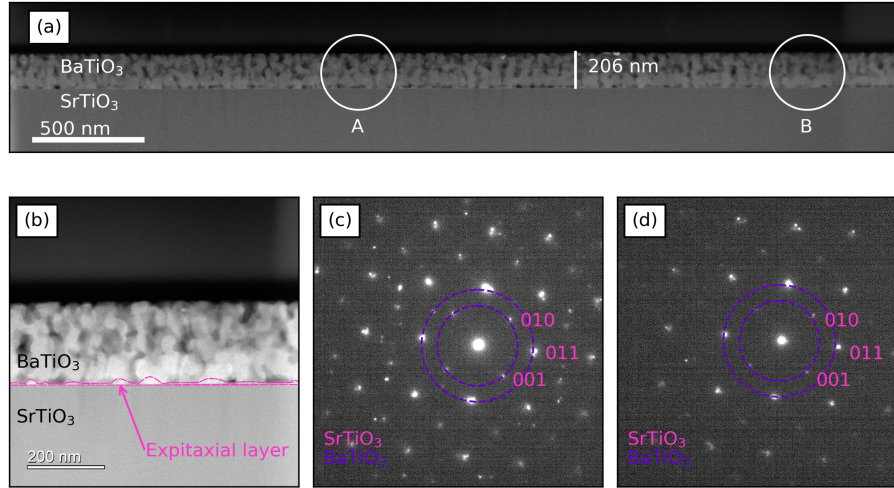 (a)
BaTiO₃
206 nm
SrTiO₃
500 nm
A
B
(b)
BaTiO₃
SrTiO₃
Expitaxial layer
200 nm
(c)
010
011
001
SrTiO₃
BaTiO₃
(d)
010
011
001
SrTiO₃
BaTiO₃